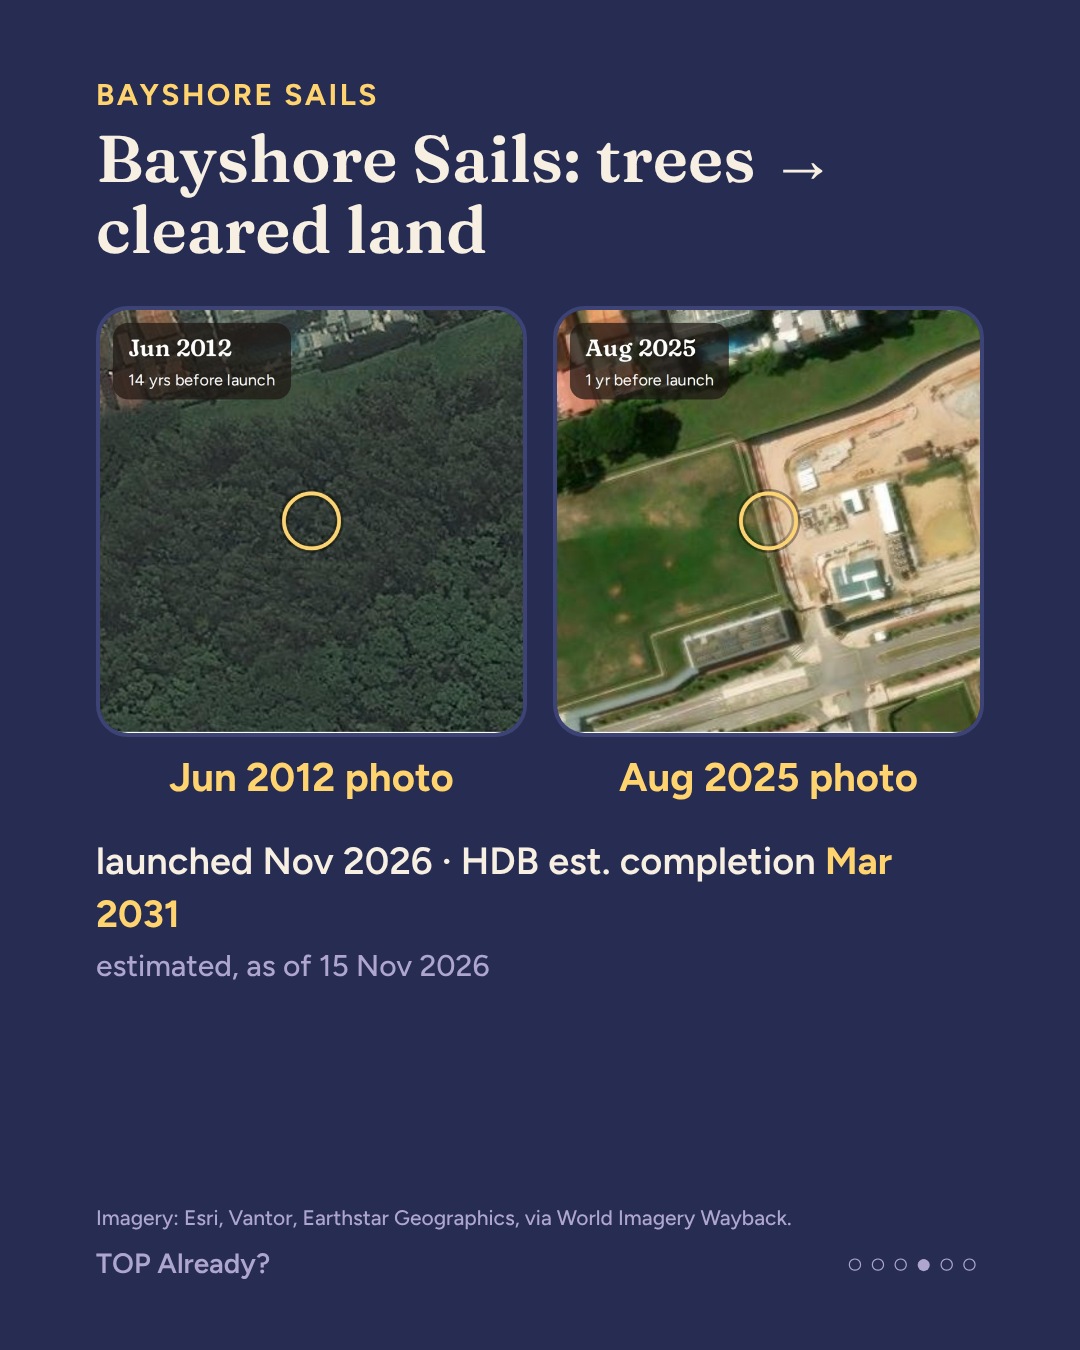 BAYSHORE SAILS
Bayshore Sails: trees →
cleared land
Jun 2012
14 yrs before launch
Aug 2025
1 yr before launch
Jun 2012 photo
Aug 2025 photo
launched Nov 2026 · HDB est. completion Mar
2031
estimated, as of 15 Nov 2026
Imagery: Esri, Vantor, Earthstar Geographics, via World Imagery Wayback.
TOP Already?